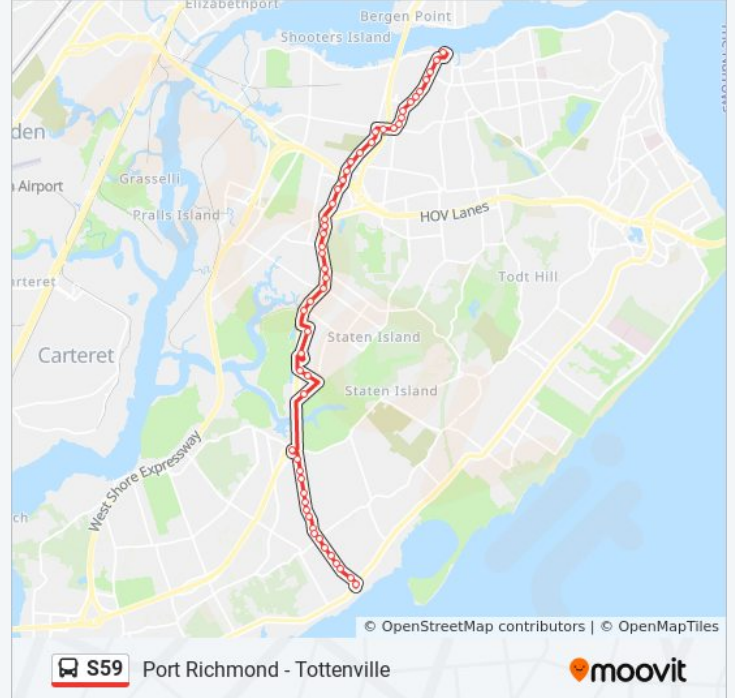 Elizabethport
Bergen Point
Shooters Island
den
Grasselli
Airport
Pralls Island
HOV Lanes
arteret
Todt Hill
Staten Island
Carteret
Staten Island
West Shore Expressway
ch
© OpenStreetMap contributors | © OpenMapTiles
S59 Port Richmond - Tottenville
moovit